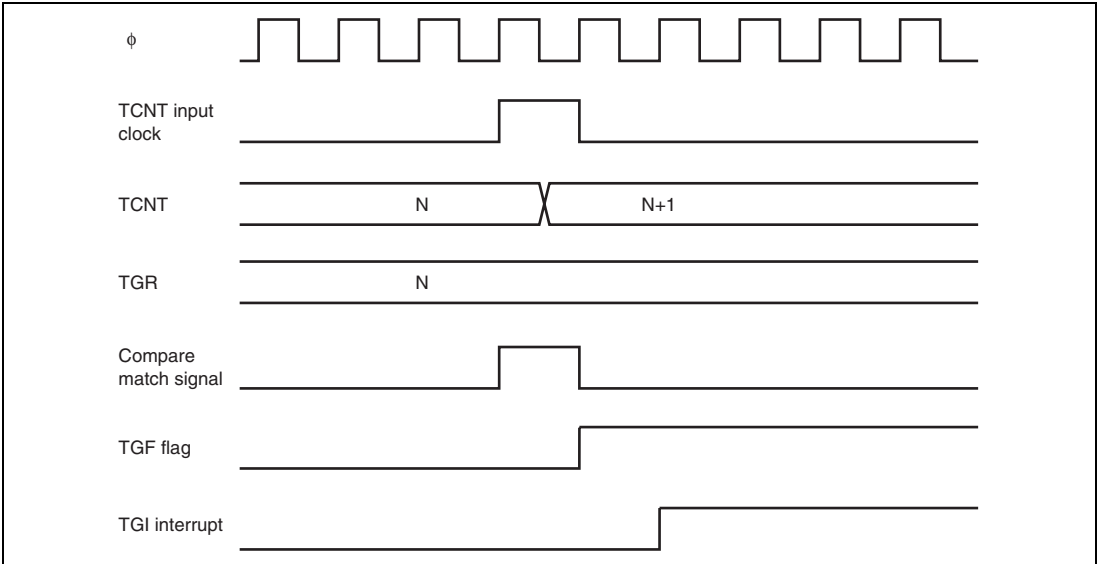 ϕ
TCNT input
clock
TCNT
N
N+1
TGR
N
Compare
match signal
TGF flag
TGI interrupt